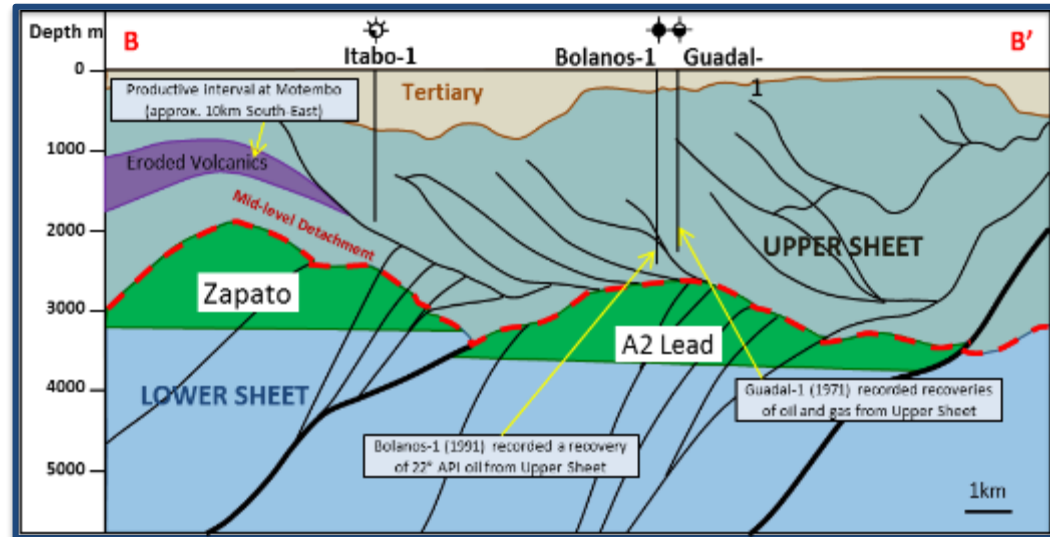 Depth m
B
B'
Itabo-1
Bolanos-1
Guadal-
1
0
1000
2000
3000
4000
5000
Productive interval at Motembo
(approx. 10km South-East)
Tertiary
Eroded Volcanics
Mid-level Detachment
UPPER SHEET
Zapato
A2 Lead
LOWER SHEET
Guadal-1 (1971) recorded recoveries
of oil and gas from Upper Sheet
Bolanos-1 (1991) recorded a recovery
of 22° API oil from Upper Sheet
1km